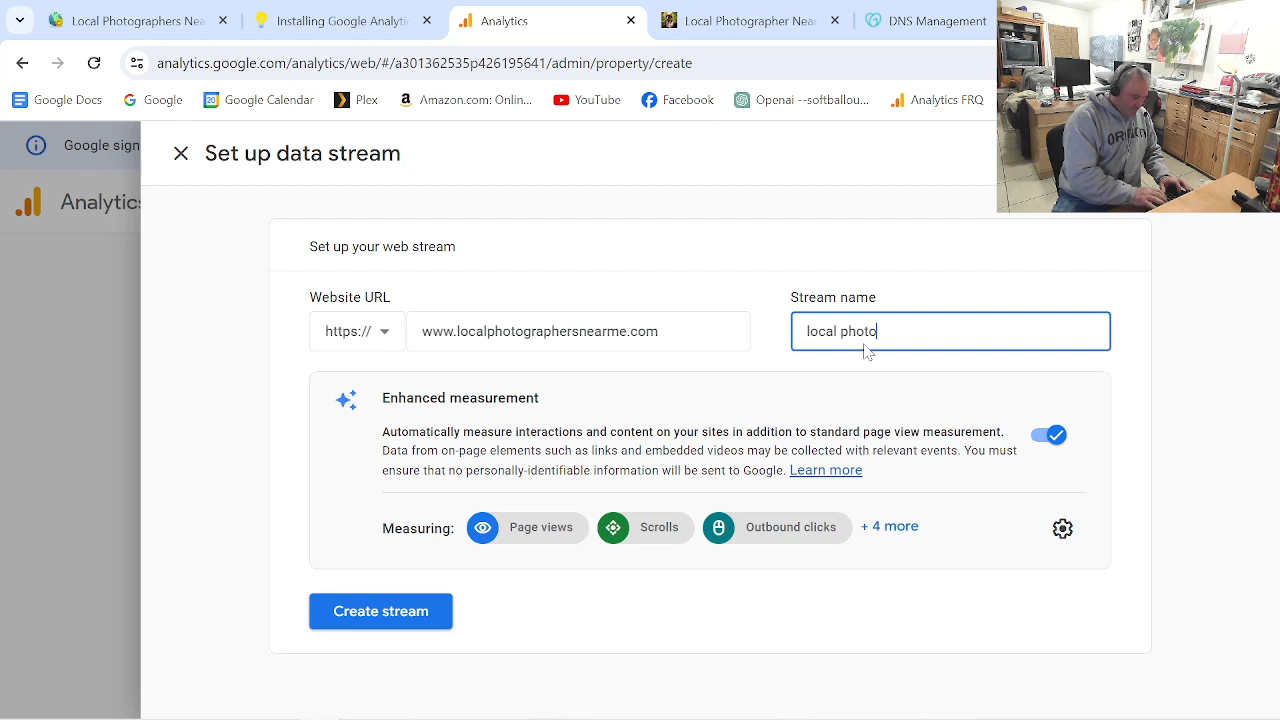 Local Photographers Nea
Installing Google Analytic
Analytics
Local Photographer Near
DNS Management
analytics.google.com/analytics/web/#/a301362535p426195641/admin/property/create
Google Docs
Google
Google Calendar
Amazon.com: Onlin...
YouTube
Facebook
Openai --softballou...
Analytics FRQ
Google sign
Set up data stream
Analytics
Set up your web stream
Website URL
Stream name
https://
www.localphotographersnearme.com
local photo
Enhanced measurement
Automatically measure interactions and content on your sites in addition to standard page view measurement.
Data from on-page elements such as links and embedded videos may be collected with relevant events. You must
ensure that no personally-identifiable information will be sent to Google. Learn more
Measuring:
Page views
Scrolls
Outbound clicks
+ 4 more
Create stream